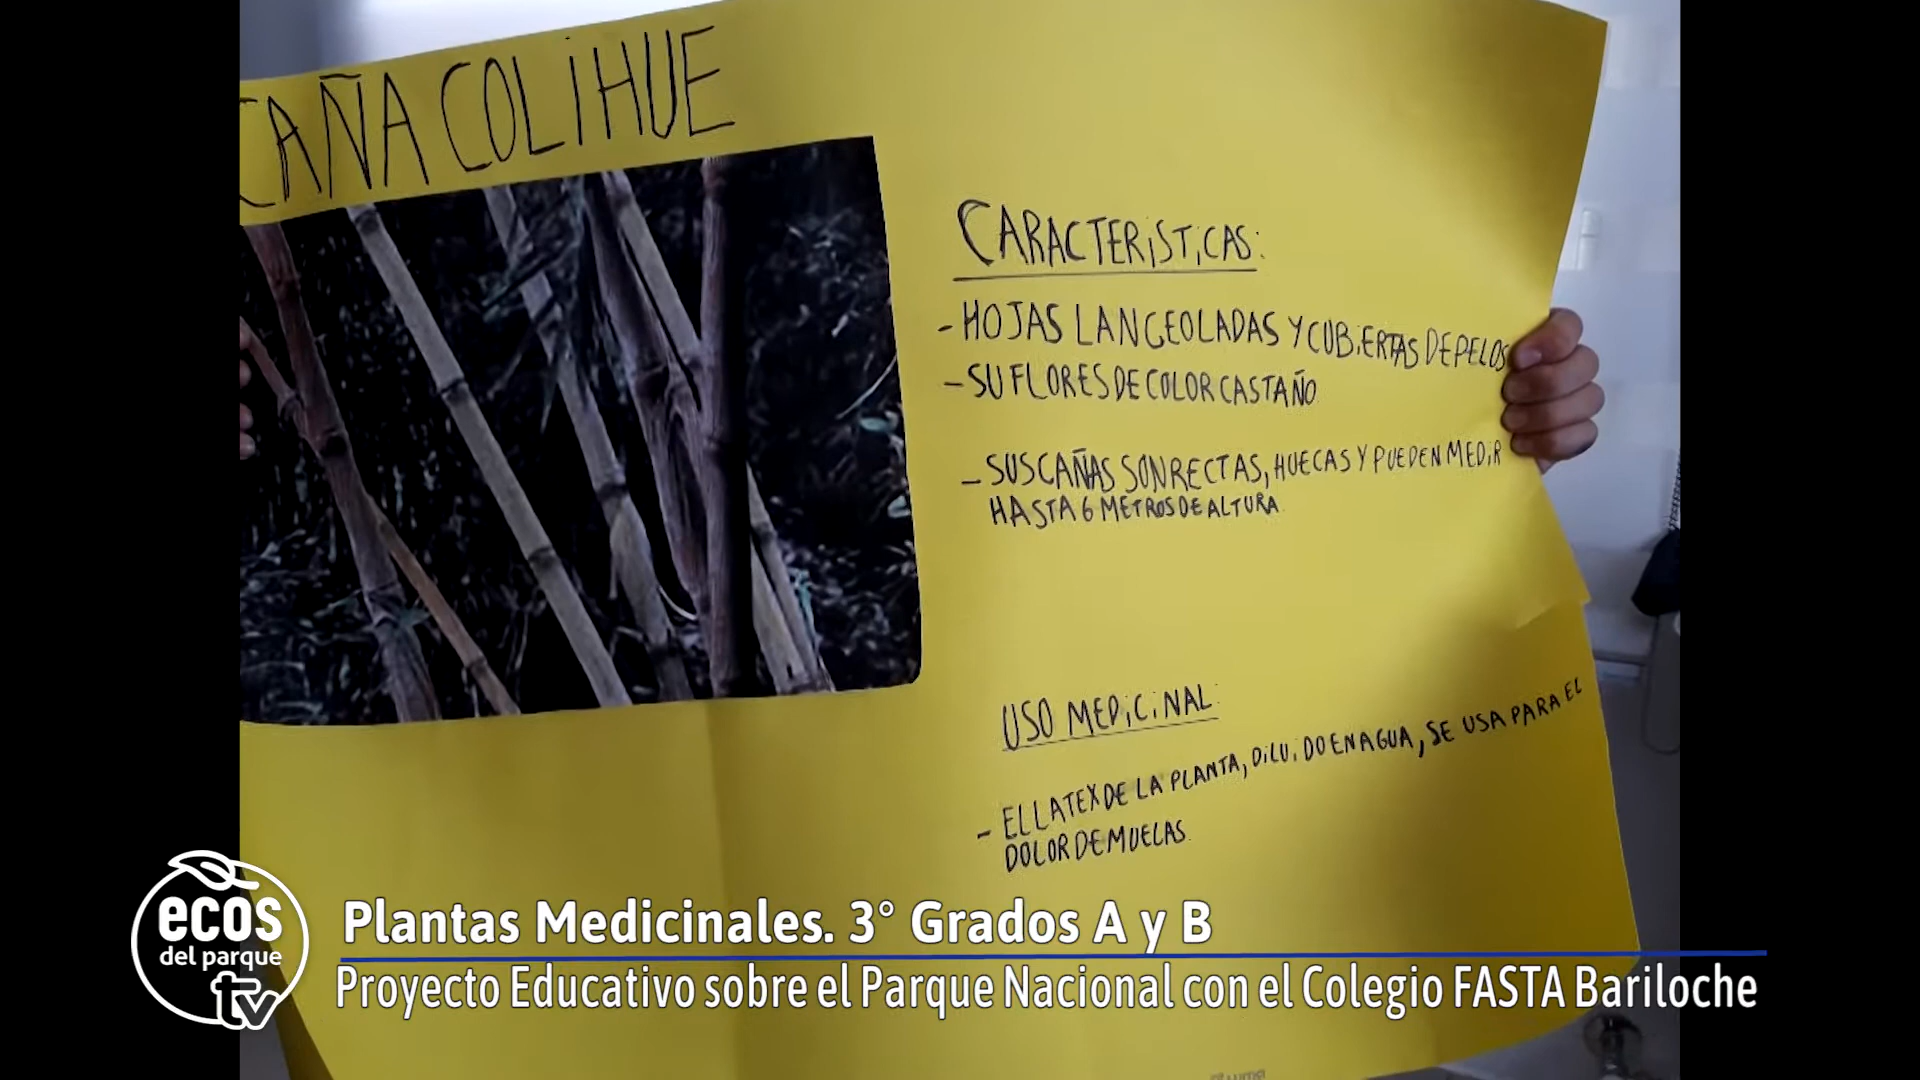 CAÑA COLIHUE
CARACTERISTICAS:
- HOJAS LANCEOLADAS Y CUBIERTAS DE PELOS
- SU FLORES DE COLOR CASTAÑO
- SUS CAÑAS SON RECTAS, HUECAS Y PUEDEN MEDIR
HASTA 6 METROS DE ALTURA
USO MEDICINAL:
- EL LATEX DE LA PLANTA, DILUIDO EN AGUA, SE USA PARA EL
DOLOR DE MUELAS.
ecos
del parque
tv
Plantas Medicinales. 3° Grados A y B
Proyecto Educativo sobre el Parque Nacional con el Colegio FASTA Bariloche